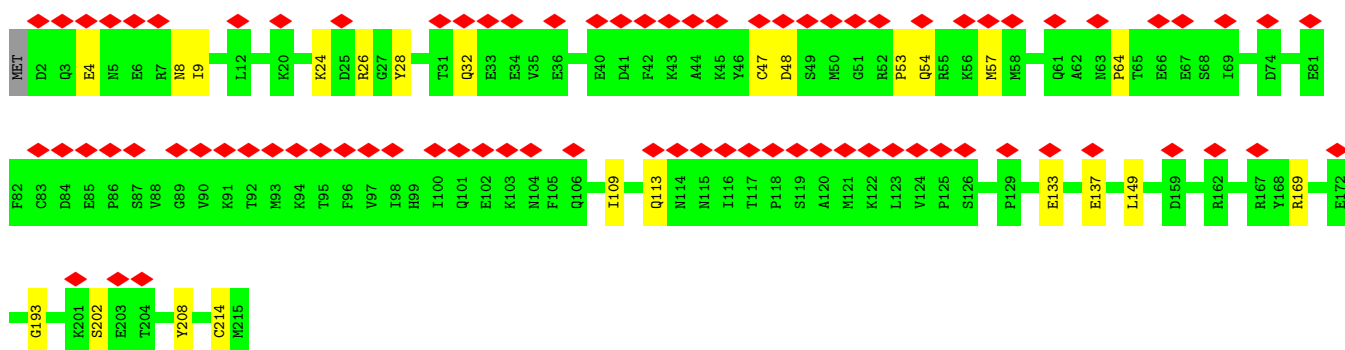 MET D2 Q3 E4 N5 E6 R7 N8 I9 L12 K20 K24 D25 R26 G27 Y28 T31 Q32 E33 E34 V35 E36 E40 D41 F42 K43 A44 K45 Y46 C47 D48 S49 M50 G51 R52 P53 Q54 R55 K56 M57 M58 Q61 A62 N63 P64 T65 E66 E67 S68 I69 D74 E81
F82 C83 D84 E85 P86 S87 V88 G89 V90 K91 T92 M93 K94 T95 F96 V97 I98 H99 I100 Q101 E102 K103 N104 F105 Q106 I109 Q113 N114 N115 I116 T117 P118 S119 A120 M121 K122 L123 V124 P125 S126 P129 E133 E137 L149 D159 R162 R167 Y168 R169 E172
G193 K201 S202 E203 T204 Y208 C214 M215